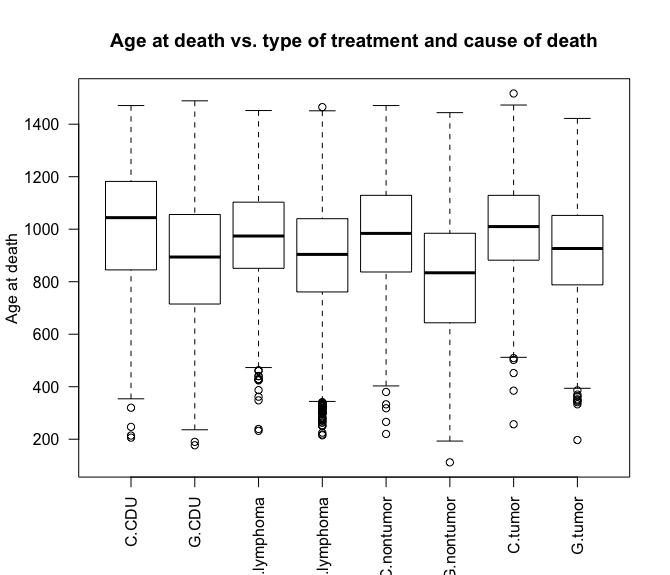 Age at death vs. type of treatment and cause of death
Age at death
1400
1200
1000
800
600
400
200
C.CDU
G.CDU
.lymphoma
.lymphoma
C.nontumor
G.nontumor
C.tumor
G.tumor